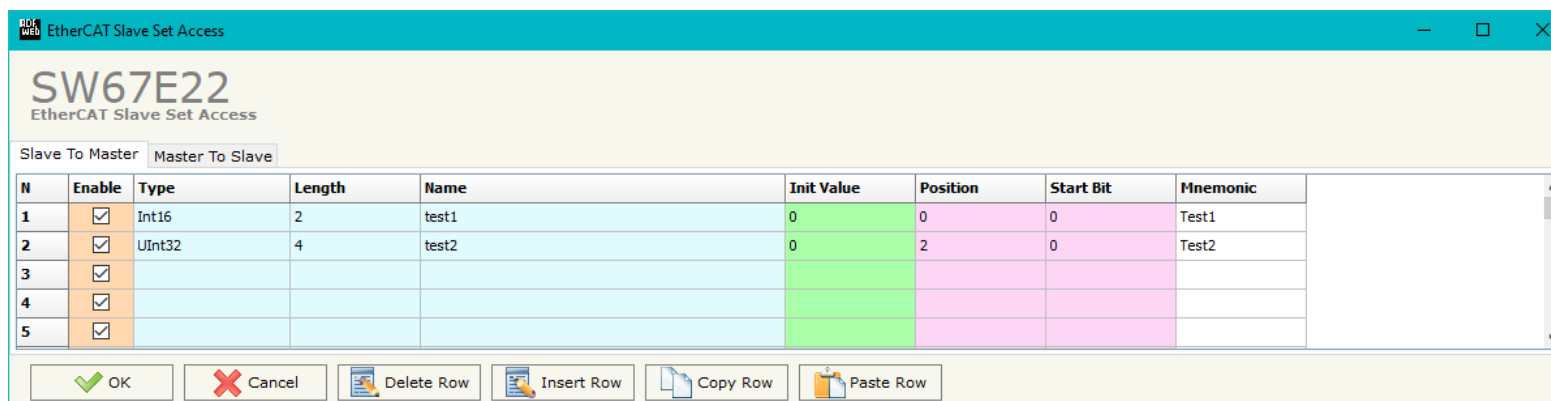 ADF WEB EtherCAT Slave Set Access
SW67E22
EtherCAT Slave Set Access
Slave To Master Master To Slave
N Enable Type Length Name Init Value Position Start Bit Mnemonic
1 Int16 2 test1 0 0 0 Test1
2 UInt32 4 test2 0 2 0 Test2
3
4
5
OK Cancel Delete Row Insert Row Copy Row Paste Row